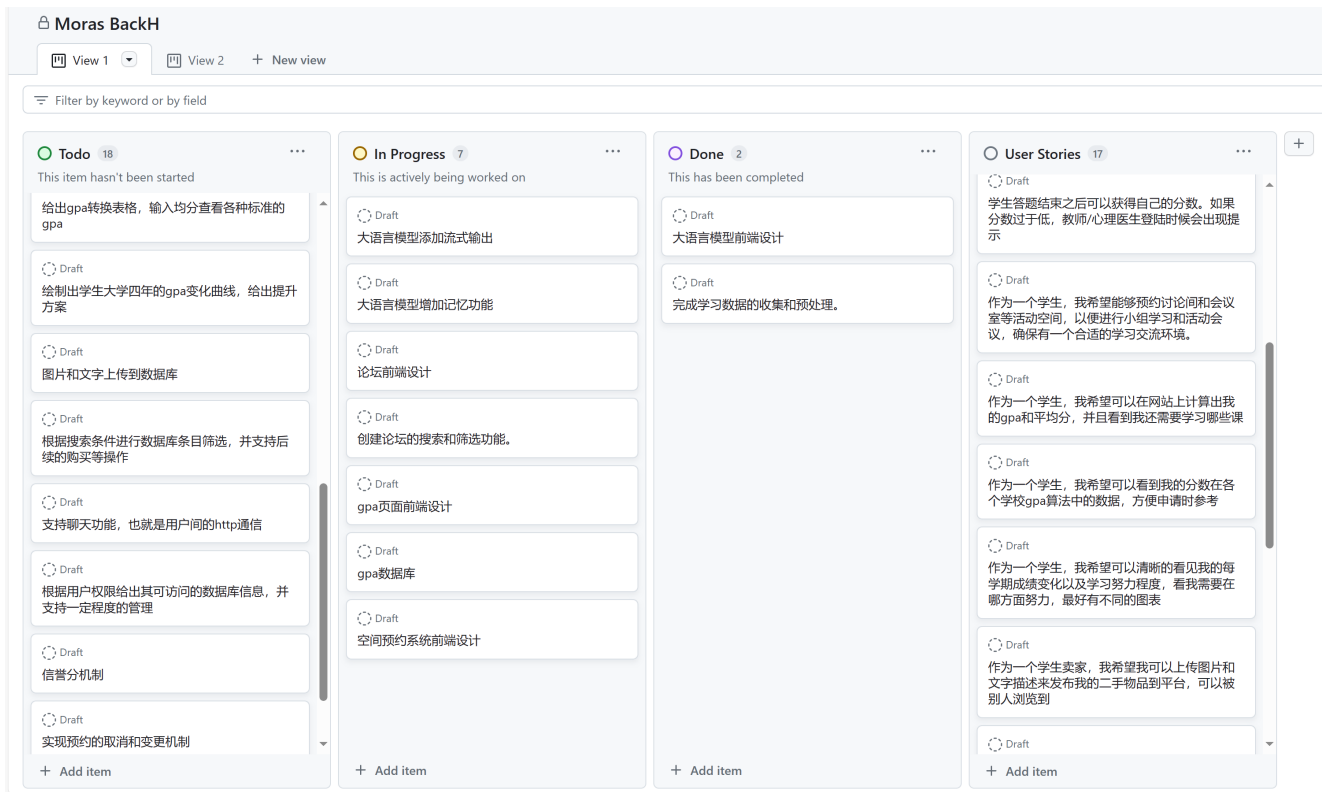 Moras BackH
View 1
View 2
New view
Filter by keyword or by field
Todo 18
This item hasn't been started
给出gpa转换表格，输入均分查看各种标准的
gpa
Draft
绘制出学生大学四年的gpa变化曲线，给出提升
方案
Draft
图片和文字上传到数据库
Draft
根据搜索条件进行数据库条目筛选，并支持后
续的购买等操作
Draft
支持聊天功能，也就是用户间的http通信
Draft
根据用户权限给出其可访问的数据库信息，并
支持一定程度的管理
Draft
信誉分机制
Draft
实现预约的取消和变更机制
Add item
In Progress 7
This is actively being worked on
Draft
大语言模型添加流式输出
Draft
大语言模型增加记忆功能
Draft
论坛前端设计
Draft
创建论坛的搜索和筛选功能。
Draft
gpa页面前端设计
Draft
gpa数据库
Draft
空间预约系统前端设计
Add item
Done 2
This has been completed
Draft
大语言模型前端设计
Draft
完成学习数据的收集和预处理。
Add item
User Stories 17
Draft
学生答题结束之后可以获得自己的分数。如果
分数过于低，教师/心理医生登陆时候会出现提
示
Draft
作为一个学生，我希望能够预约讨论间和会议
室等活动空间，以便进行小组学习和活动会
议，确保有一个合适的学习交流环境。
Draft
作为一个学生，我希望可以在网站上计算出我
的gpa和平均分，并且看到我还需要学习哪些课
Draft
作为一个学生，我希望可以看到我的分数在各
个学校gpa算法中的数据，方便申请时参考
Draft
作为一个学生，我希望可以清晰的看见我的每
学期成绩变化以及学习努力程度，看我需要在
哪方面努力，最好有不同的图表
Draft
作为一个学生卖家，我希望我可以上传图片和
文字描述来发布我的二手物品到平台，可以被
别人浏览到
Draft
Add item